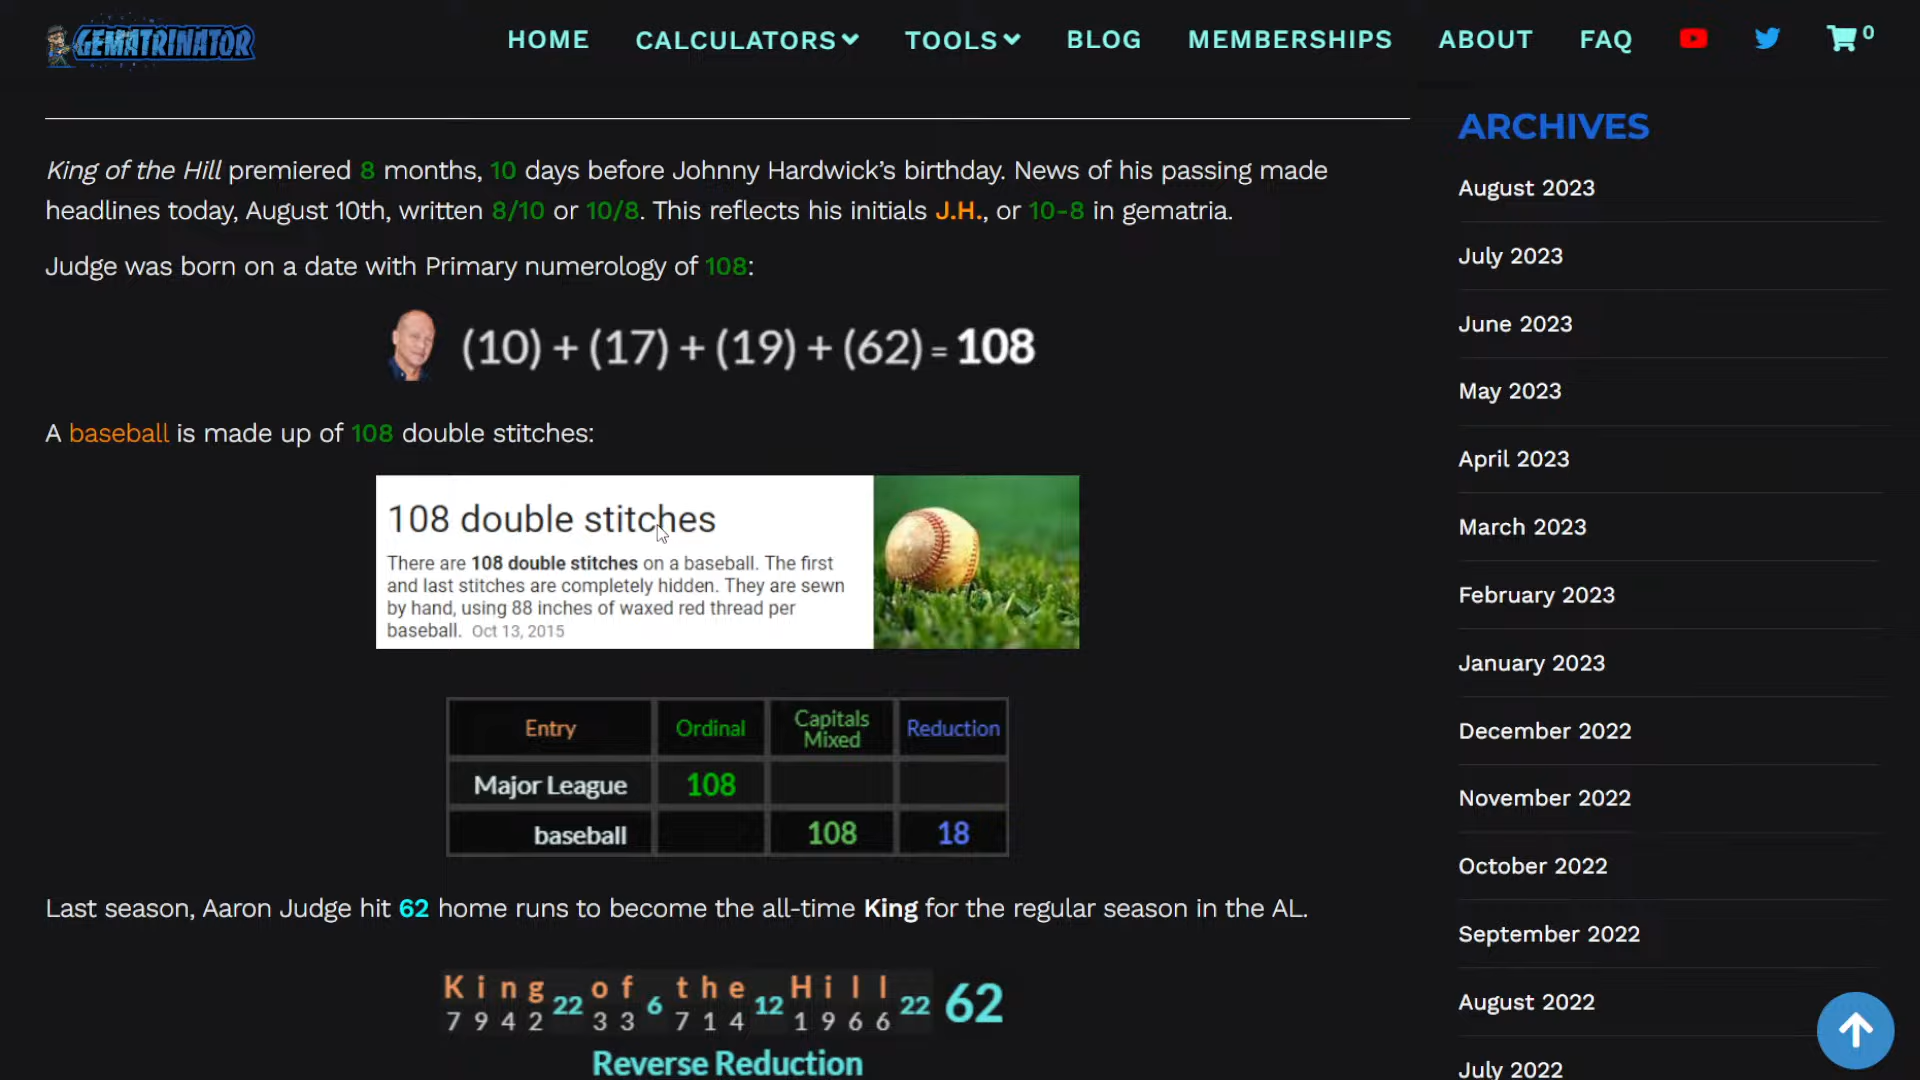 GEMATRINATOR
HOME CALCULATORS TOOLS BLOG MEMBERSHIPS ABOUT FAQ 0
King of the Hill premiered 8 months, 10 days before Johnny Hardwick’s birthday. News of his passing made
headlines today, August 10th, written 8/10 or 10/8. This reflects his initials J.H., or 10-8 in gematria.
Judge was born on a date with Primary numerology of 108:
(10) + (17) + (19) + (62) = 108
A baseball is made up of 108 double stitches:
108 double stitches
There are 108 double stitches on a baseball. The first
and last stitches are completely hidden. They are sewn
by hand, using 88 inches of waxed red thread per
baseball. Oct 13, 2015
Entry Ordinal Capitals Mixed Reduction
Major League 108
baseball 108 18
Last season, Aaron Judge hit 62 home runs to become the all-time King for the regular season in the AL.
King 22 of 6 the 12 Hill 22 62
7 9 4 2 3 3 7 1 4 1 9 6 6
Reverse Reduction
ARCHIVES
August 2023
July 2023
June 2023
May 2023
April 2023
March 2023
February 2023
January 2023
December 2022
November 2022
October 2022
September 2022
August 2022
July 2022